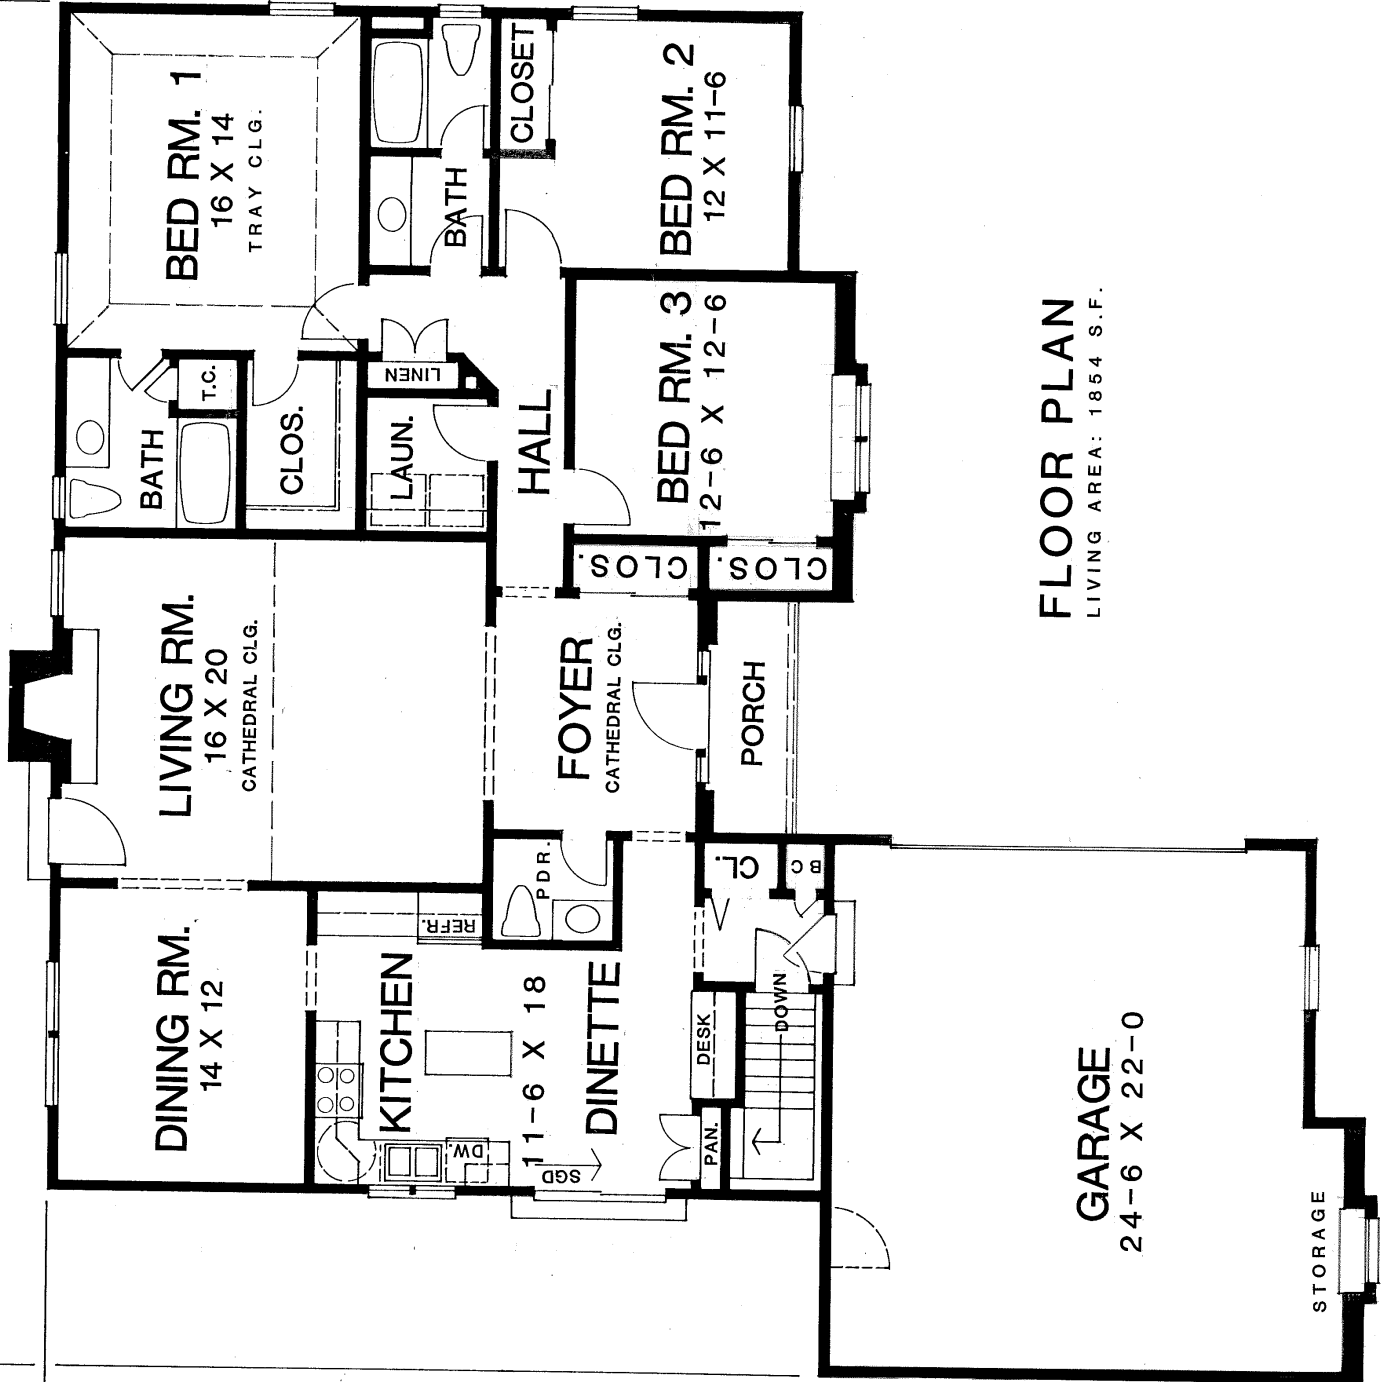 BED RM. 1
16 X 14
TRAY CLG.
BATH
CLOSET
BED RM. 2
12 X 11-6
BATH
T.C.
CLOS.
LINEN
LAUN.
HALL
BED RM. 3
12-6 X 12-6
CLOS.
CLOS.
LIVING RM.
16 X 20
CATHEDRAL CLG.
FOYER
CATHEDRAL CLG.
PORCH
PDR.
CL.
BC
DINING RM.
14 X 12
REFR.
KITCHEN
11-6 X 18
DINETTE
DW.
SGD
DESK
PAN.
DOWN
GARAGE
24-6 X 22-0
STORAGE
FLOOR PLAN
LIVING AREA: 1854 S.F.